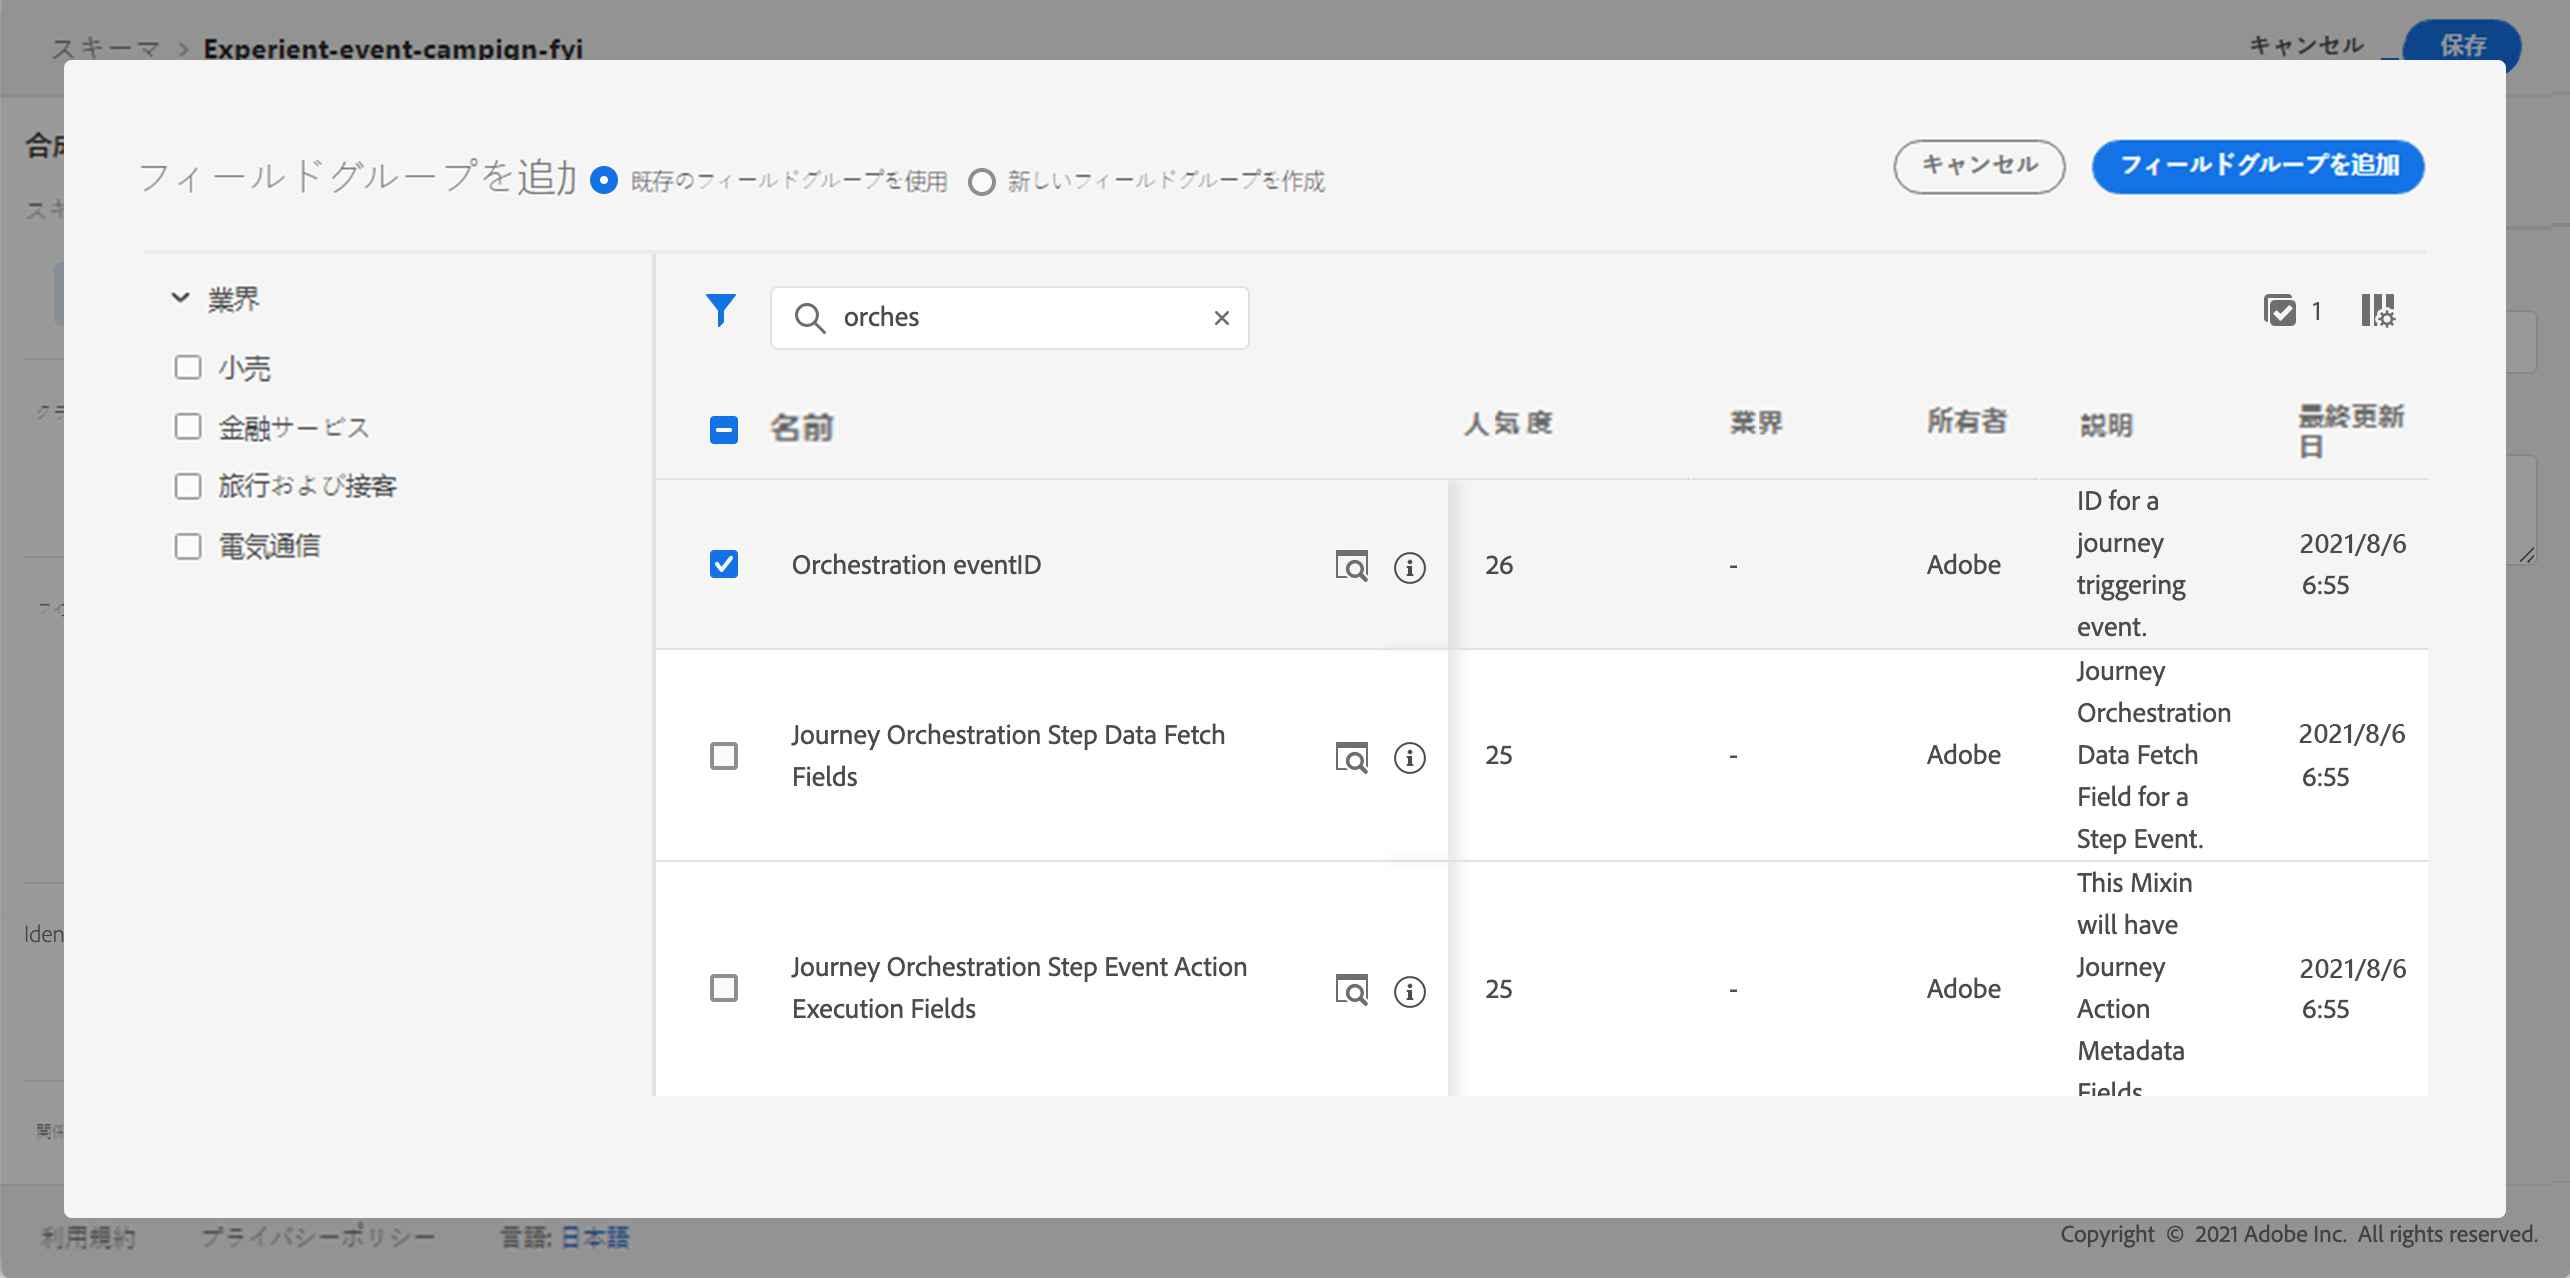 スキーマ > Experient-event-campign-fyi
キャンセル
保存
フィールドグループを追加
既存のフィールドグループを使用
新しいフィールドグループを作成
キャンセル
フィールドグループを追加
業界
小売
金融サービス
旅行および接客
電気通信
orches
1
名前
人気度
業界
所有者
説明
最終更新
日
Orchestration eventID
26
-
Adobe
ID for a
journey
triggering
event.
2021/8/6
6:55
Journey Orchestration Step Data Fetch
Fields
25
-
Adobe
Journey
Orchestration
Data Fetch
Field for a
Step Event.
2021/8/6
6:55
Journey Orchestration Step Event Action
Execution Fields
25
-
Adobe
This Mixin
will have
Journey
Action
Metadata
Fields
2021/8/6
6:55
Iden
利用規約
プライバシーポリシー
言語: 日本語
Copyright © 2021 Adobe Inc. All rights reserved.